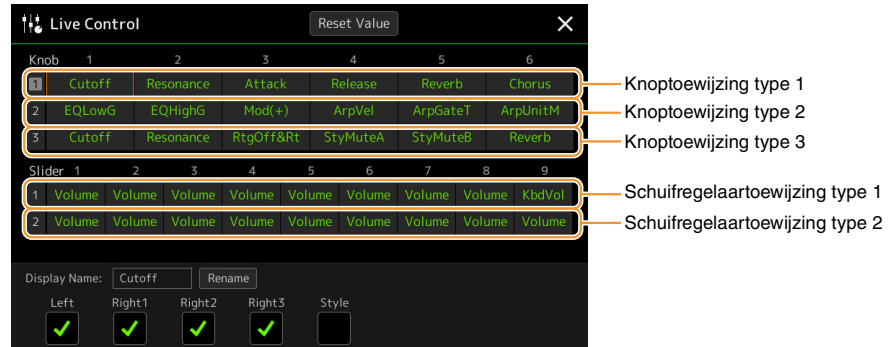 Live Control Reset Value
Knob 1 2 3 4 5 6
1 Cutoff Resonance Attack Release Reverb Chorus Knoptoewijzing type 1
2 EQLowG EQHighG Mod(+) ArpVel ArpGateT ArpUnitM Knoptoewijzing type 2
3 Cutoff Resonance RtgOff&Rt StyMuteA StyMuteB Reverb Knoptoewijzing type 3
Slider 1 2 3 4 5 6 7 8 9
1 Volume Volume Volume Volume Volume Volume Volume Volume KbdVol Schuifregelaartoewijzing type 1
2 Volume Volume Volume Volume Volume Volume Volume Volume Volume Schuifregelaartoewijzing type 2
Display Name: Cutoff Rename
Left Right1 Right2 Right3 Style